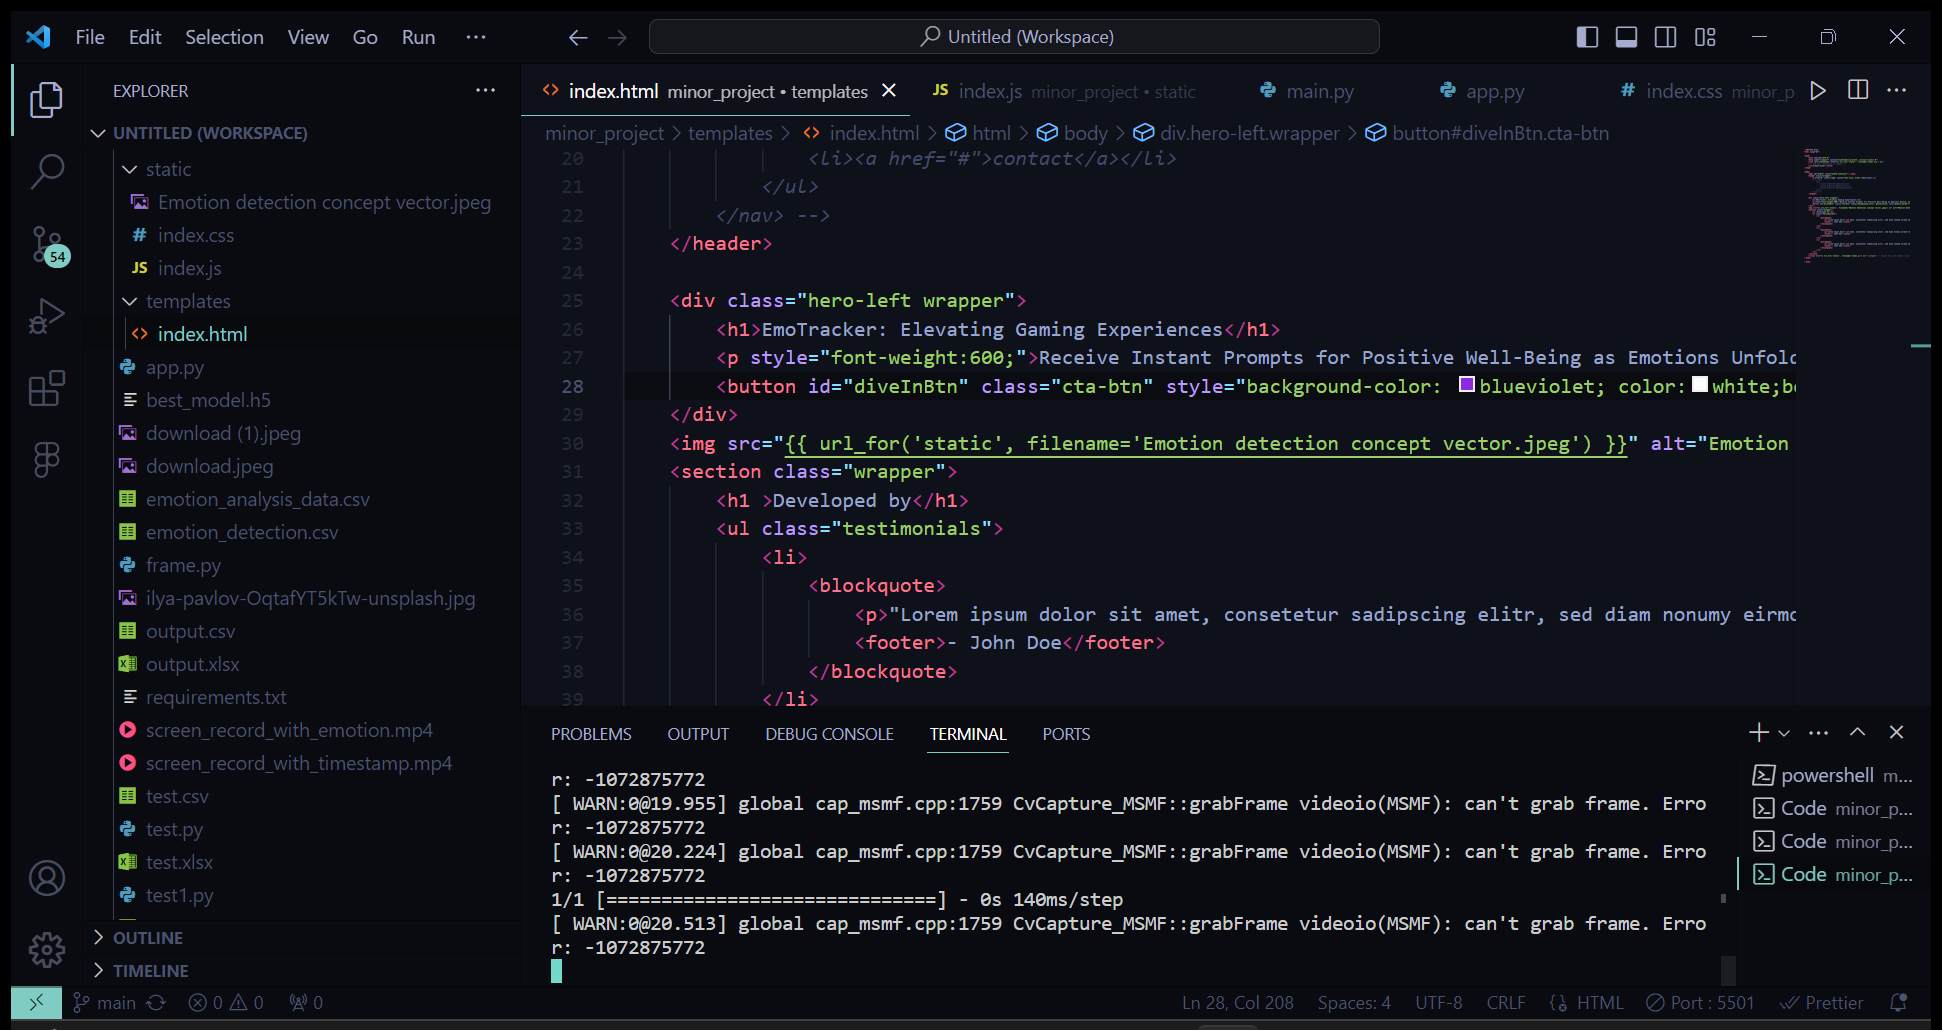 File Edit Selection View Go Run ···
Untitled (Workspace)
EXPLORER
UNTITLED (WORKSPACE)
static
Emotion detection concept vector.jpeg
# index.css
JS index.js
templates
<> index.html
app.py
best_model.h5
download (1).jpeg
download.jpeg
emotion_analysis_data.csv
emotion_detection.csv
frame.py
ilya-pavlov-OqtafYT5kTw-unsplash.jpg
output.csv
output.xlsx
requirements.txt
screen_record_with_emotion.mp4
screen_record_with_timestamp.mp4
test.csv
test.py
test.xlsx
test1.py
OUTLINE
TIMELINE
54
<> index.html minor_project • templates
JS index.js minor_project • static
main.py
app.py
# index.css minor_p
minor_project > templates > <> index.html > html > body > div.hero-left.wrapper > button#diveInBtn.cta-btn
20 <li><a href="#">contact</a></li>
21 </ul>
22 </nav> -->
23 </header>
24
25 <div class="hero-left wrapper">
26 <h1>EmoTracker: Elevating Gaming Experiences</h1>
27 <p style="font-weight:600;">Receive Instant Prompts for Positive Well-Being as Emotions Unfol
28 <button id="diveInBtn" class="cta-btn" style="background-color: blueviolet; color: white;b
29 </div>
30 <img src="{{ url_for('static', filename='Emotion detection concept vector.jpeg') }}" alt="Emotion
31 <section class="wrapper">
32 <h1 >Developed by</h1>
33 <ul class="testimonials">
34 <li>
35 <blockquote>
36 <p>"Lorem ipsum dolor sit amet, consetetur sadipscing elitr, sed diam nonumy eirm
37 <footer>- John Doe</footer>
38 </blockquote>
39 </li>
PROBLEMS OUTPUT DEBUG CONSOLE TERMINAL PORTS
r: -1072875772
[ WARN:0@19.955] global cap_msmf.cpp:1759 CvCapture_MSMF::grabFrame videoio(MSMF): can't grab frame. Erro
r: -1072875772
[ WARN:0@20.224] global cap_msmf.cpp:1759 CvCapture_MSMF::grabFrame videoio(MSMF): can't grab frame. Erro
r: -1072875772
1/1 [==============================] - 0s 140ms/step
[ WARN:0@20.513] global cap_msmf.cpp:1759 CvCapture_MSMF::grabFrame videoio(MSMF): can't grab frame. Erro
r: -1072875772
powershell m...
Code minor_p...
Code minor_p...
Code minor_p...
main 0 0 0
Ln 28, Col 208 Spaces: 4 UTF-8 CRLF HTML Port : 5501 Prettier